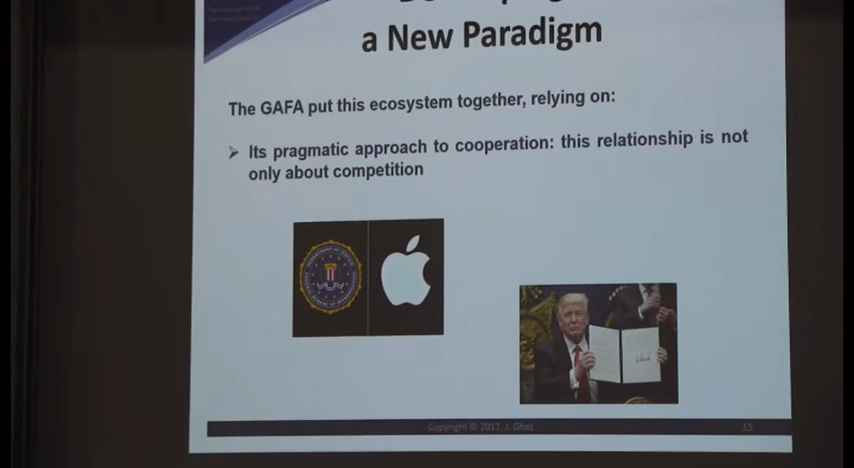 a New Paradigm
The GAFA put this ecosystem together, relying on:
➢ Its pragmatic approach to cooperation: this relationship is not
only about competition
Copyright © 2017, J. Ghez
15